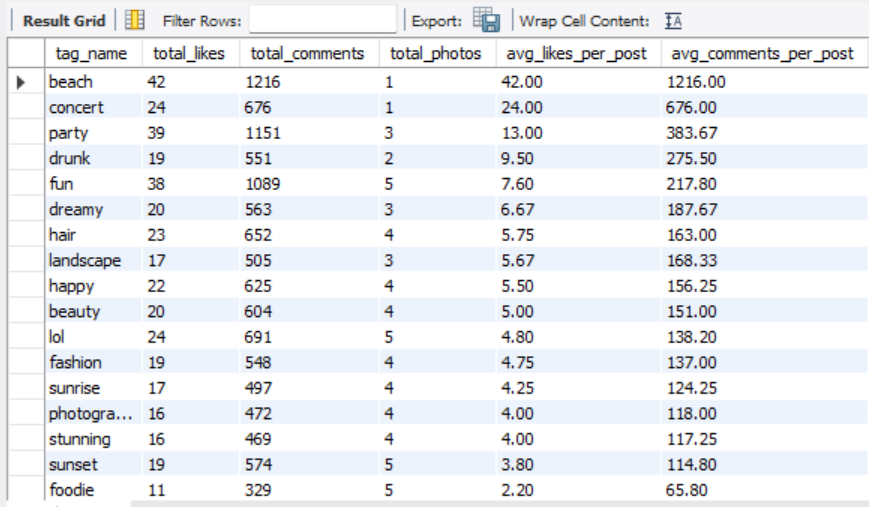 Result Grid Filter Rows: Export: Wrap Cell Content: IA
tag_name total_likes total_comments total_photos avg_likes_per_post avg_comments_per_post
beach 42 1216 1 42.00 1216.00
concert 24 676 1 24.00 676.00
party 39 1151 3 13.00 383.67
drunk 19 551 2 9.50 275.50
fun 38 1089 5 7.60 217.80
dreamy 20 563 3 6.67 187.67
hair 23 652 4 5.75 163.00
landscape 17 505 3 5.67 168.33
happy 22 625 4 5.50 156.25
beauty 20 604 4 5.00 151.00
lol 24 691 5 4.80 138.20
fashion 19 548 4 4.75 137.00
sunrise 17 497 4 4.25 124.25
photogra... 16 472 4 4.00 118.00
stunning 16 469 4 4.00 117.25
sunset 19 574 5 3.80 114.80
foodie 11 329 5 2.20 65.80